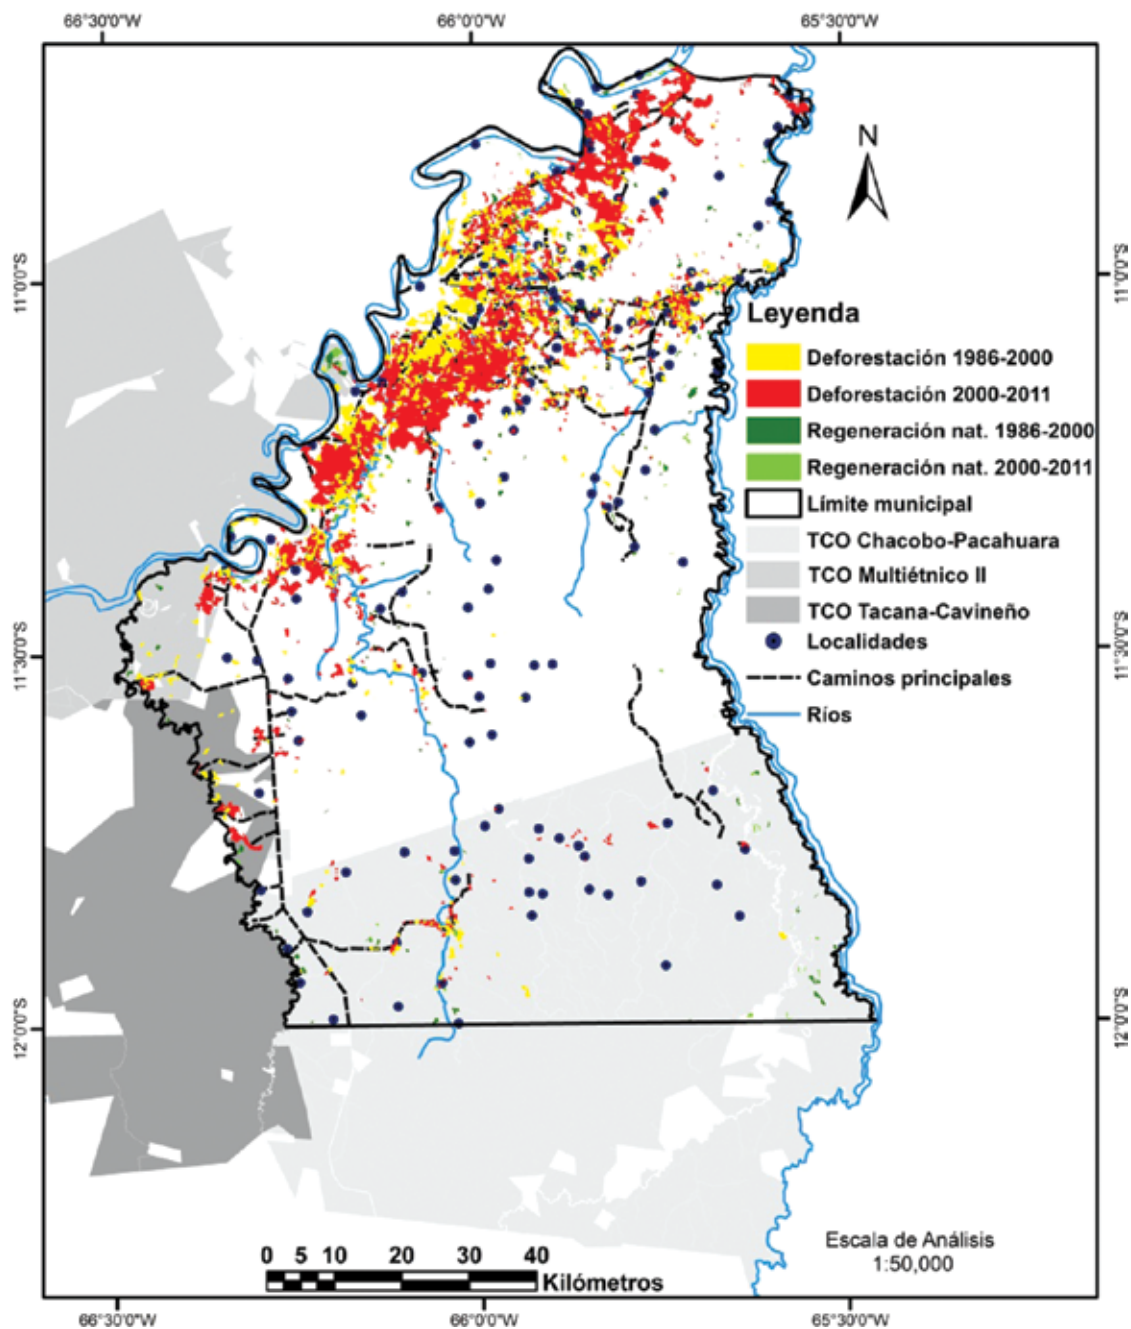 66°30'0"W 66°0'0"W 65°30'0"W
N
11°0'0"S 11°0'0"S
Leyenda
Deforestación 1986-2000
Deforestación 2000-2011
Regeneración nat. 1986-2000
Regeneración nat. 2000-2011
Límite municipal
TCO Chacobo-Pacahuara
TCO Multiétnico II
TCO Tacana-Cavineño
Localidades
11°30'0"S 11°30'0"S
Caminos principales
Ríos
12°0'0"S 12°0'0"S
Escala de Análisis
1:50,000
0 5 10 20 30 40
Kilómetros
66°30'0"W 66°0'0"W 65°30'0"W